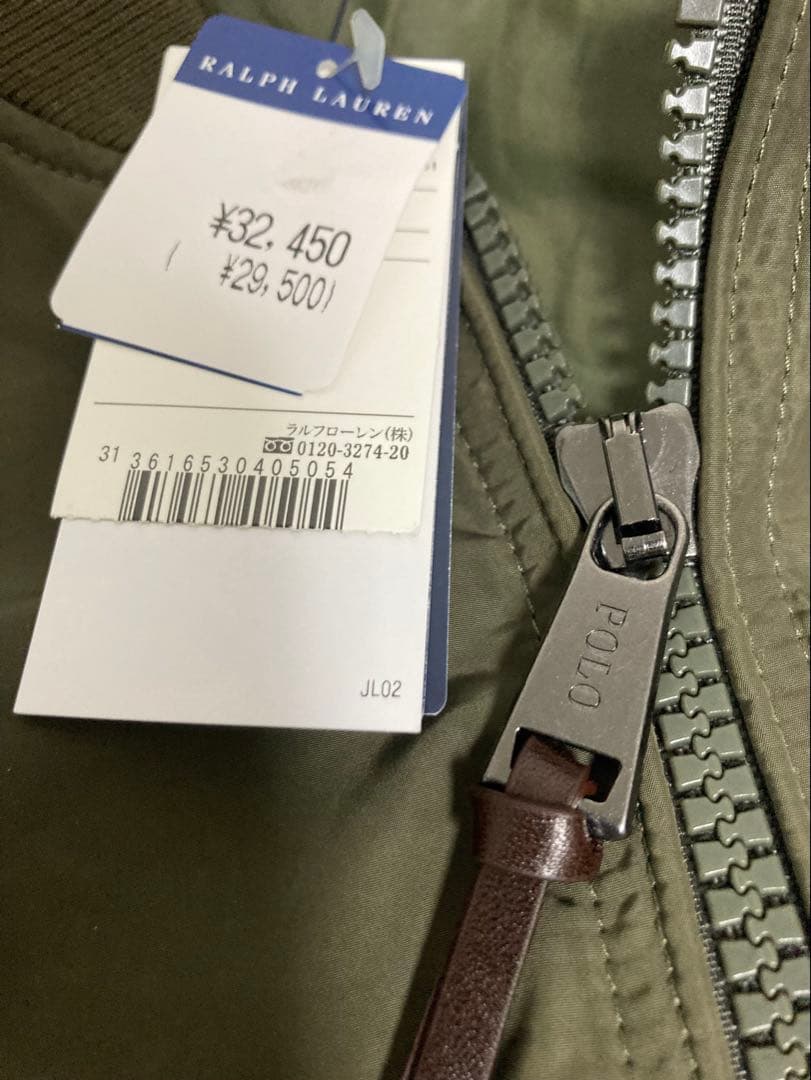 RALPH LAUREN
¥32,450
( ¥29,500)
ラルフローレン(株)
0120-3274-20
31 3616530405054
JL02
POLO